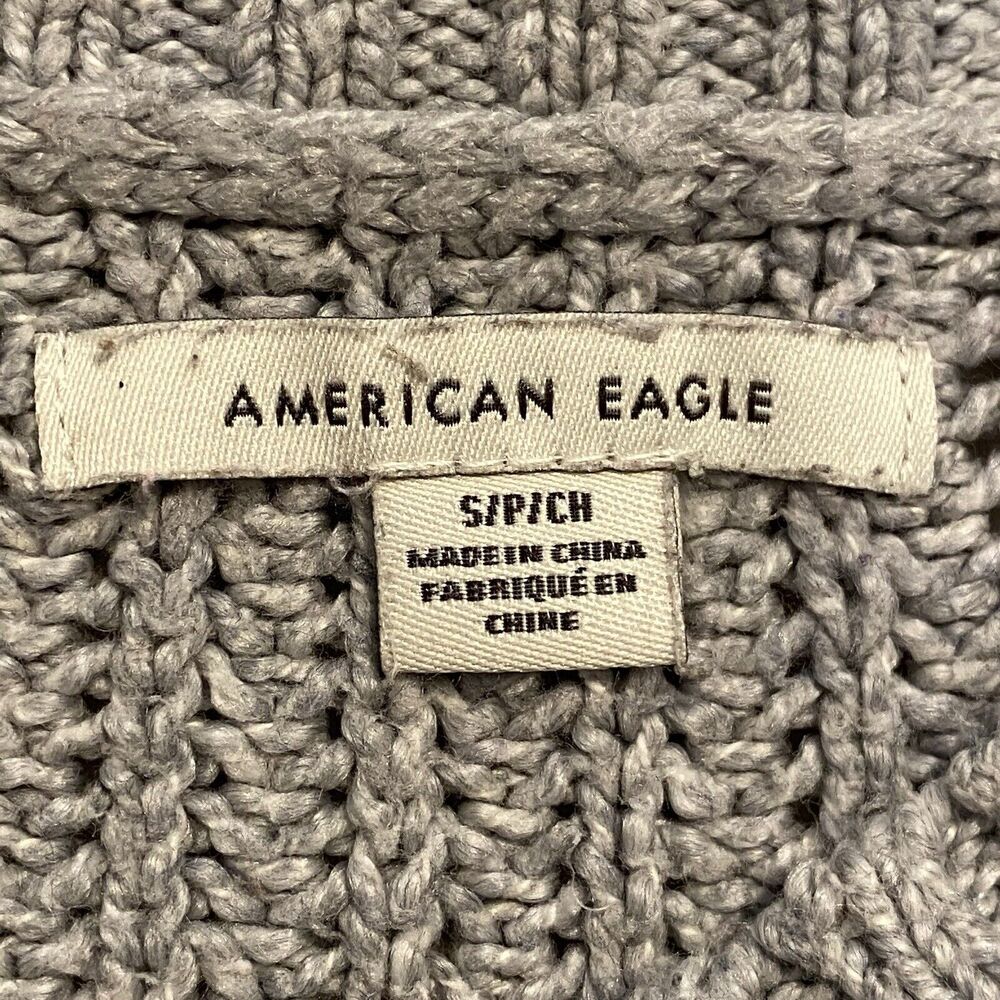 AMERICAN EAGLE
S/P/CH
MADE IN CHINA
FABRIQUÉ EN
CHINE